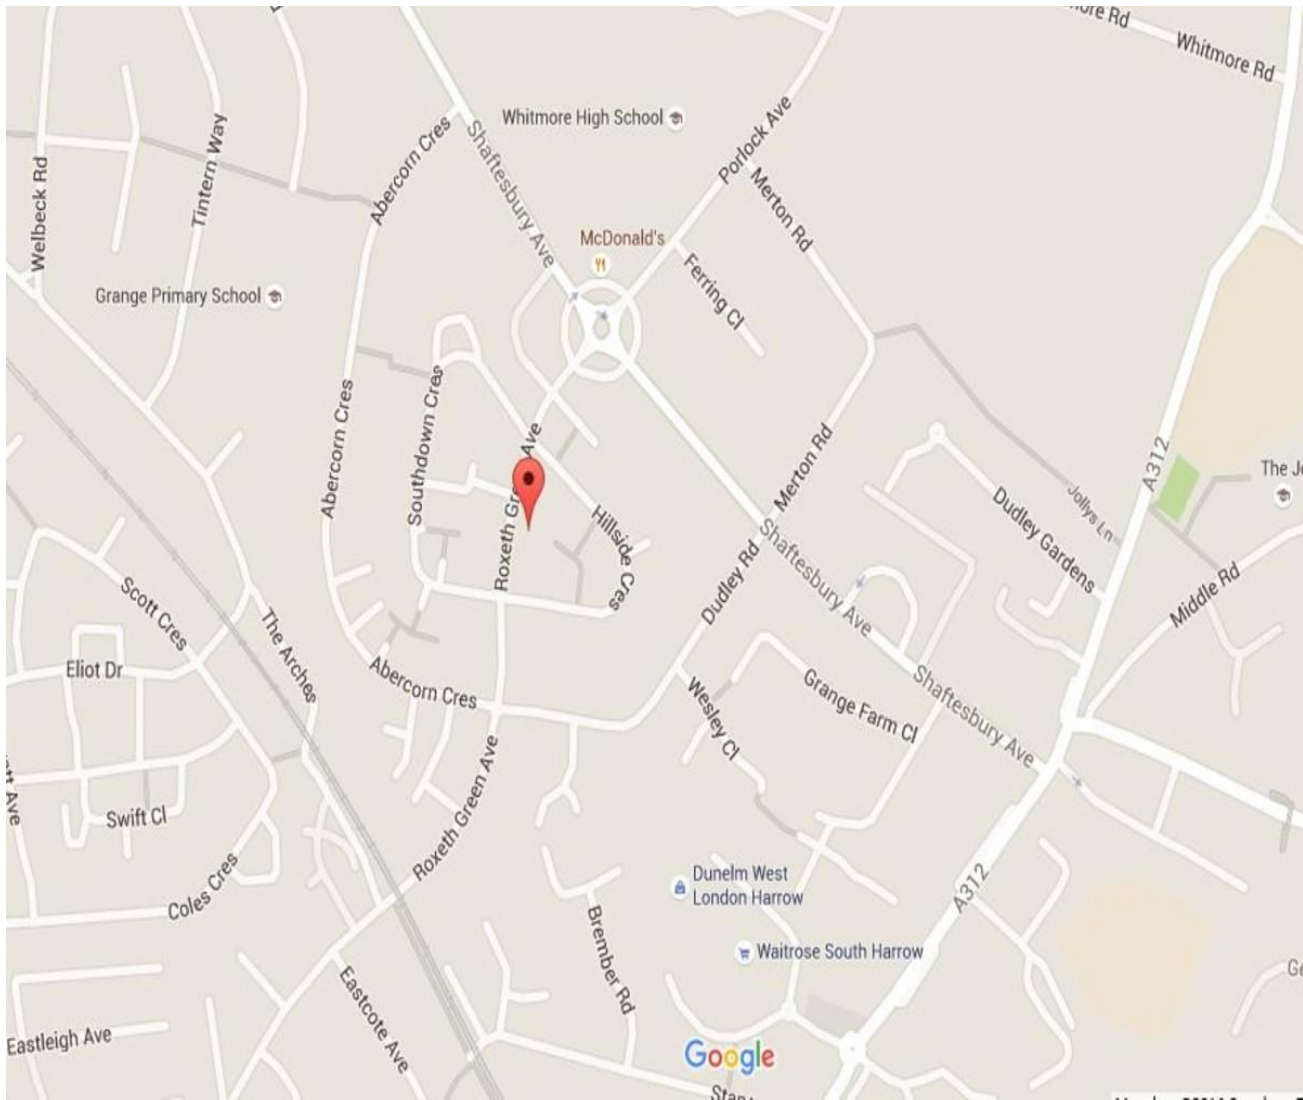 Whitmore Rd
Whitmore High School
Porlock Ave
Tintern Way
Abercorn Cres
Shaftesbury Ave
Merton Rd
Welbeck Rd
McDonald's
Ferring Cl
Grange Primary School
Southdown Cres
Abercorn Cres
Merton Rd
A312
Jollys Ln
Dudley Gardens
Roxeth
Ave
Hillside Cres
Shaftesbury Ave
Dudley Rd
Middle Rd
Scott Cres
The Arches
Eliot Dr
Abercorn Cres
Wesley Cl
Grange Farm Cl
Shaftesbury Ave
Roxeth Green Ave
Ave
Swift Cl
Coles Cres
Dunelm West
London Harrow
A312
Waitrose South Harrow
Brember Rd
Eastcote Ave
Eastleigh Ave
Google